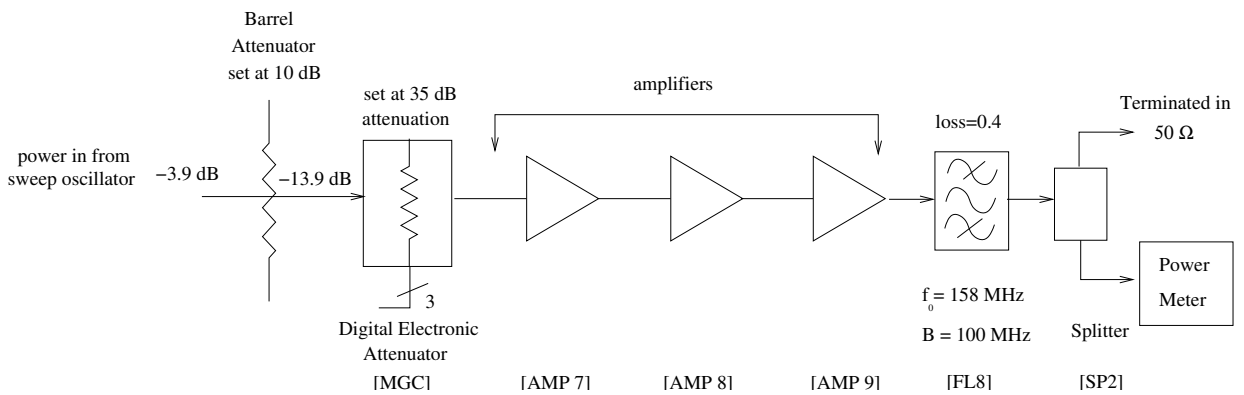 Barrel
Attenuator
set at 10 dB
set at 35 dB
attenuation
amplifiers
loss=0.4
Terminated in
50 Ω
power in from
sweep oscillator
−3.9 dB
−13.9 dB
3
Digital Electronic
Attenuator
f₀= 158 MHz
B = 100 MHz
Splitter
Power
Meter
[MGC]
[AMP 7]
[AMP 8]
[AMP 9]
[FL8]
[SP2]